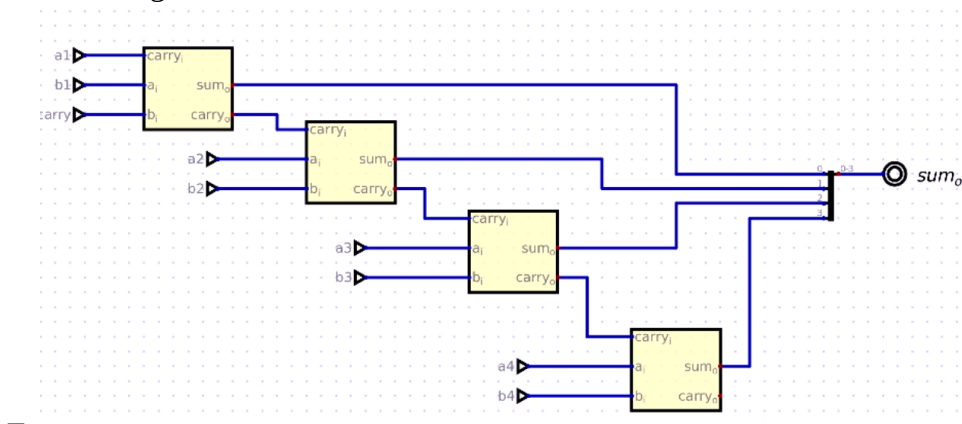 a1 carryᵢ
b1 aᵢ sumₒ
carry bᵢ carryₒ
carryᵢ
a2 aᵢ sumₒ
b2 bᵢ carryₒ
0 0-3
1
2
3
sumₒ
carryᵢ
a3 aᵢ sumₒ
b3 bᵢ carryₒ
carryᵢ
a4 aᵢ sumₒ
b4 bᵢ carryₒ